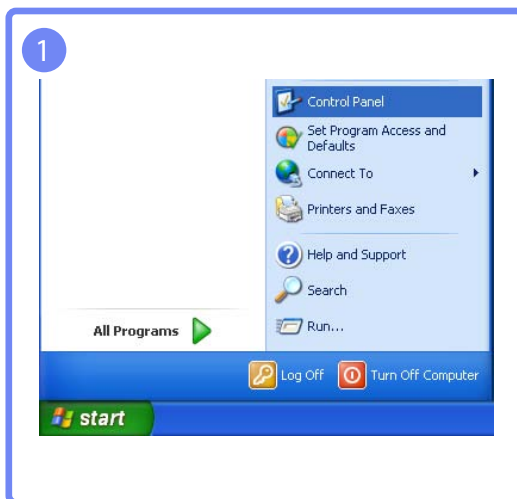 1
Control Panel
Set Program Access and
Defaults
Connect To
Printers and Faxes
Help and Support
Search
Run...
All Programs
Log Off
Turn Off Computer
start